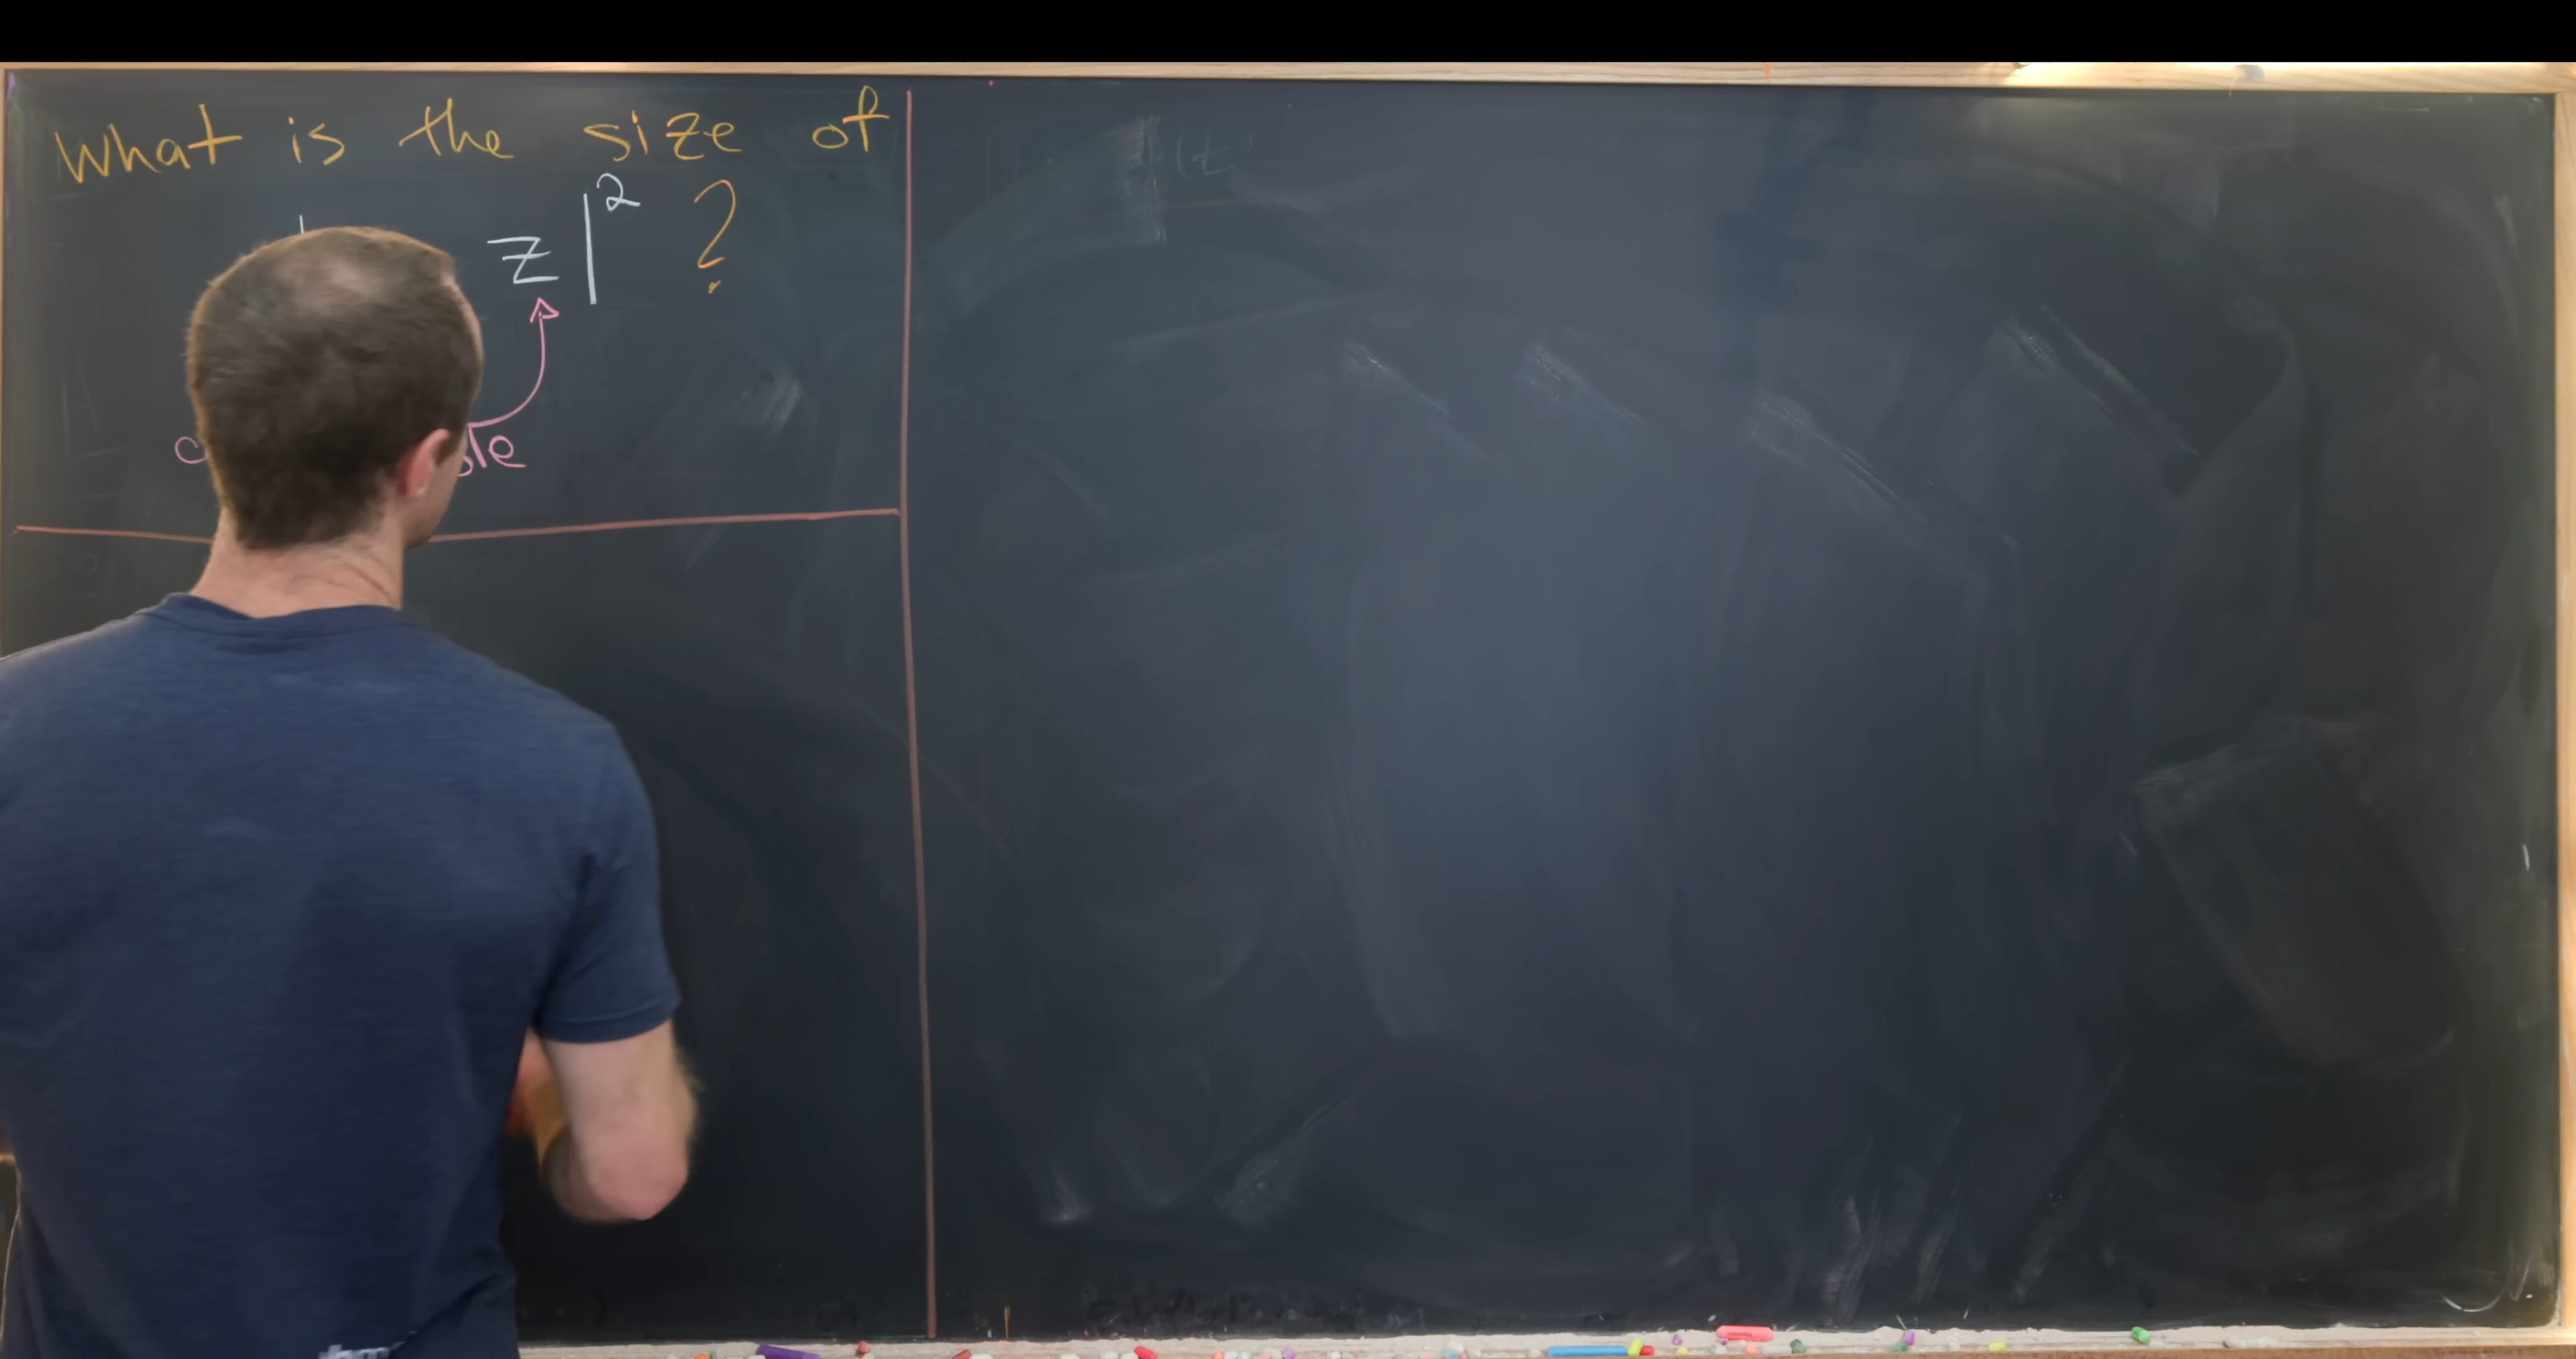 What is the size of
z|² ?